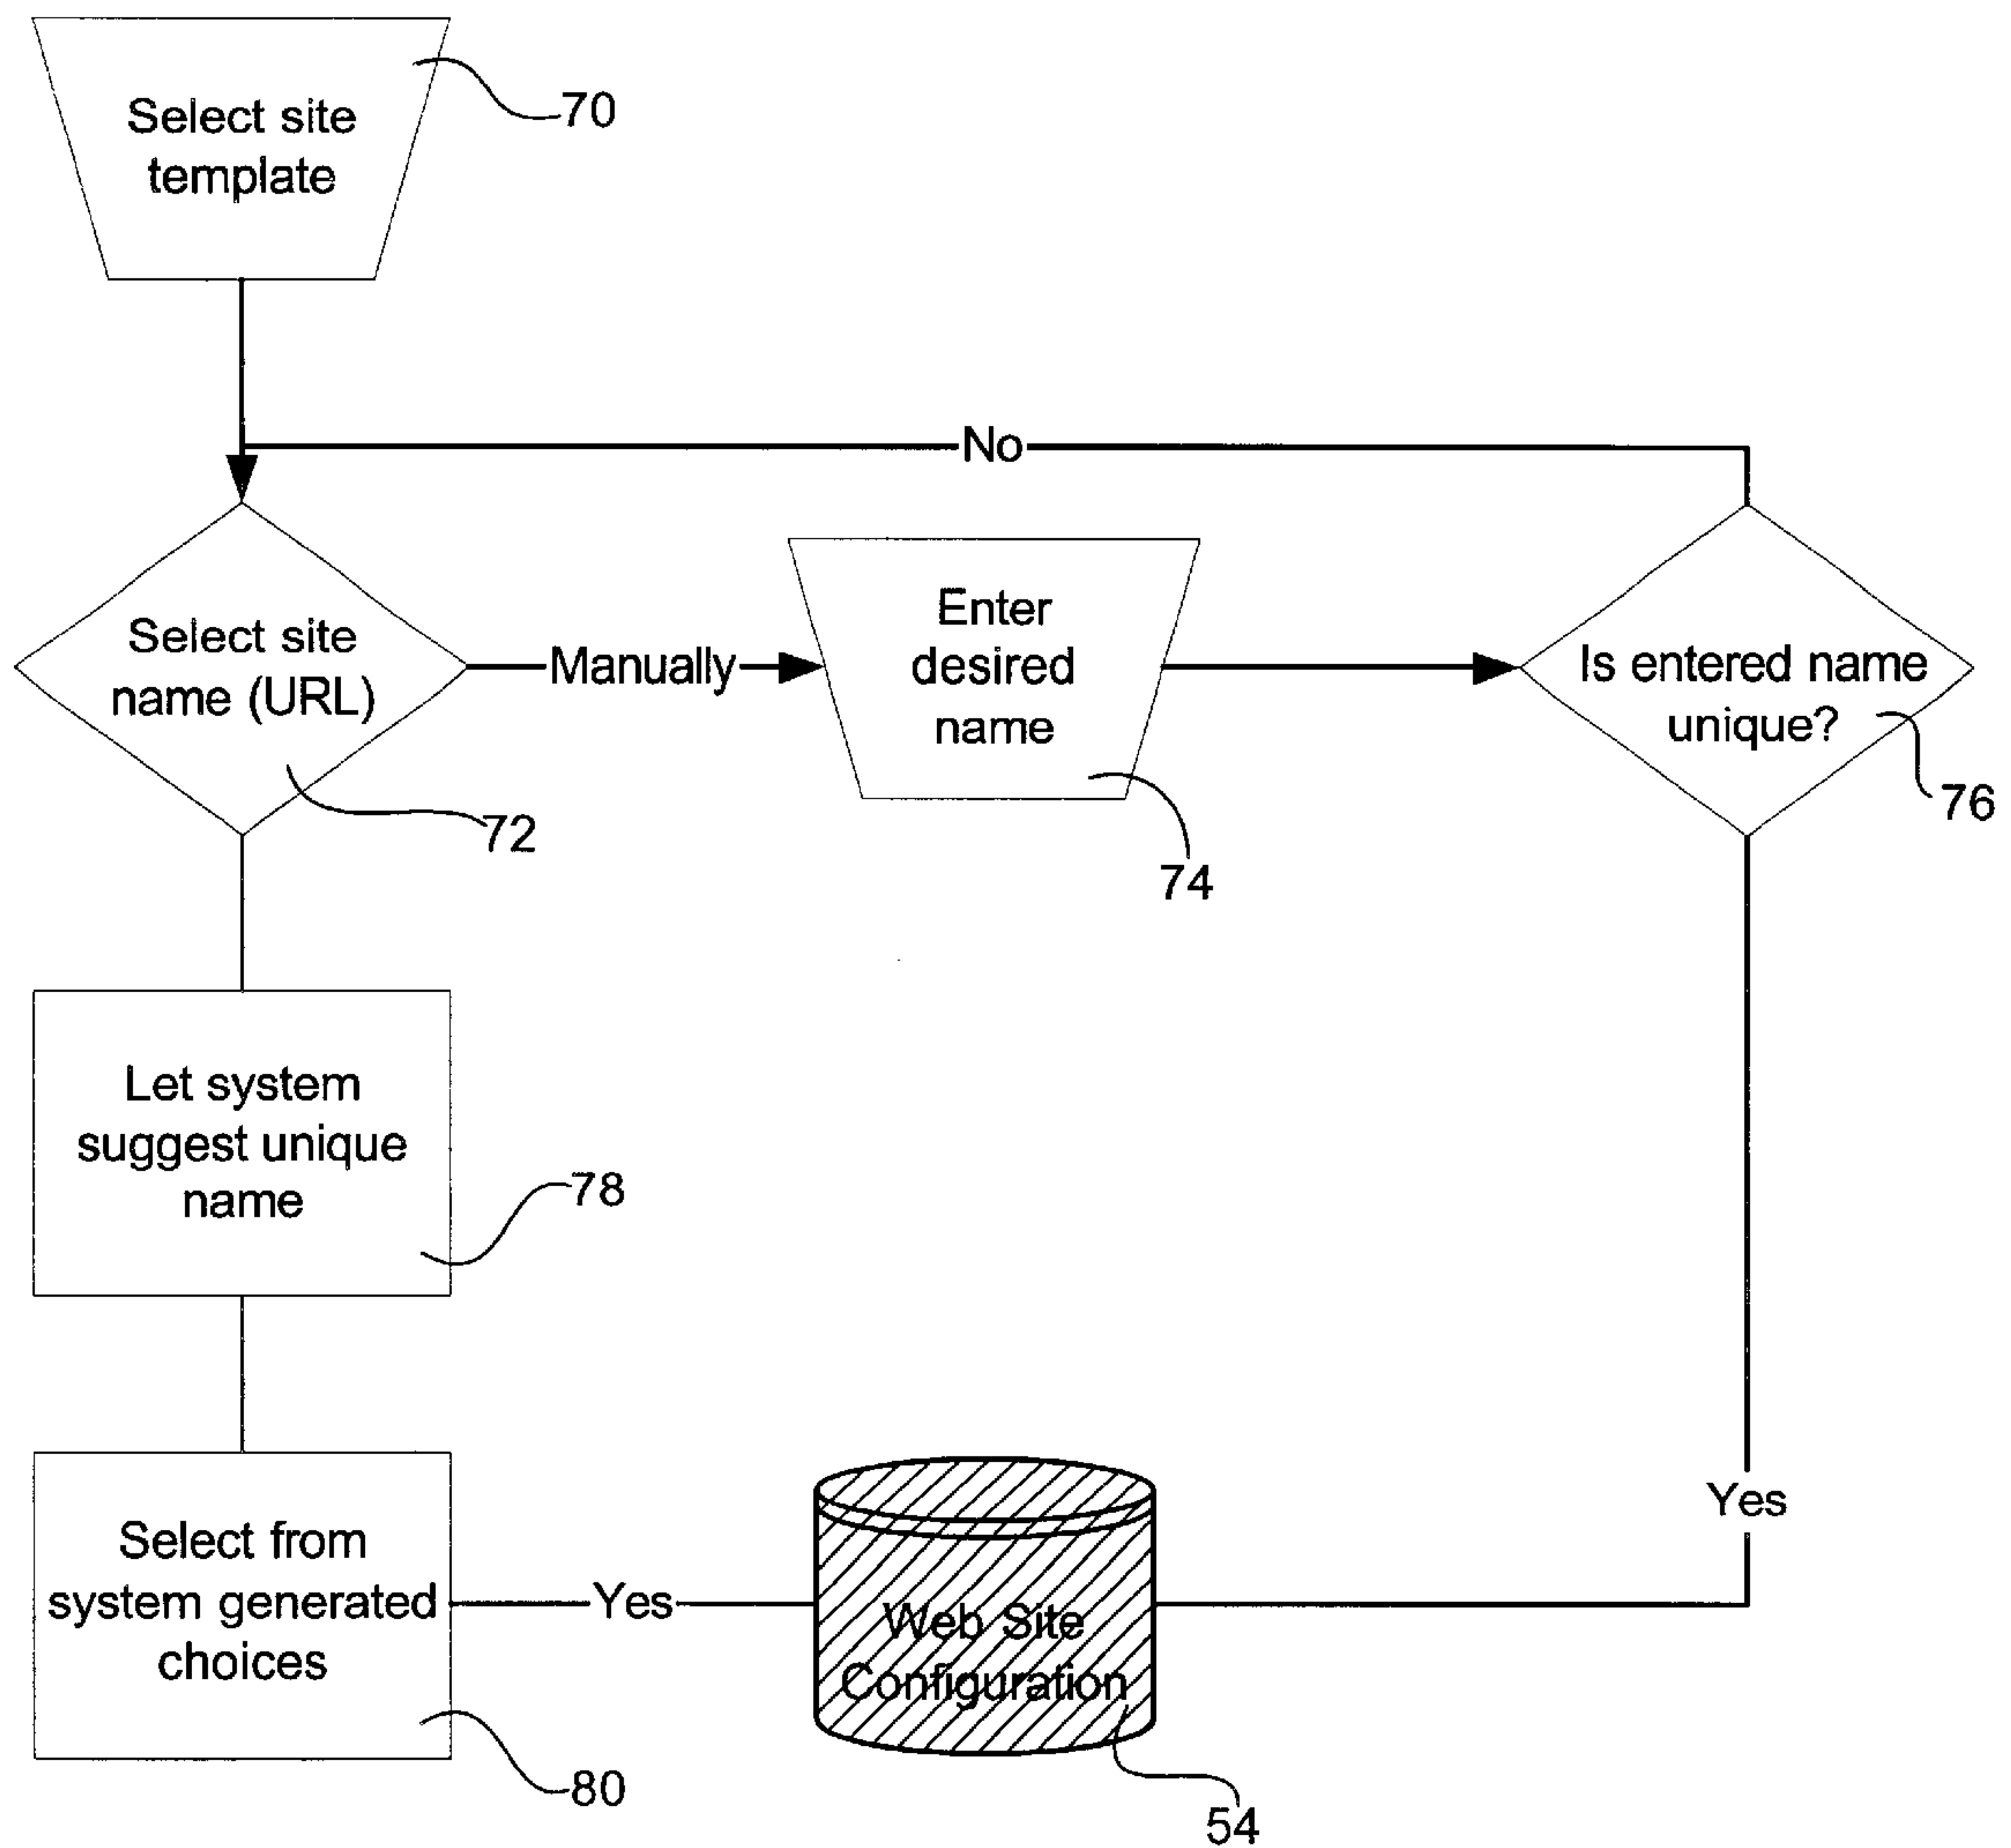 Select site
template
70
No
Select site
name (URL)
72
Manually
Enter
desired
name
74
Is entered name
unique?
76
Let system
suggest unique
name
78
Select from
system generated
choices
80
Yes
Web Site
Configuration
54
Yes